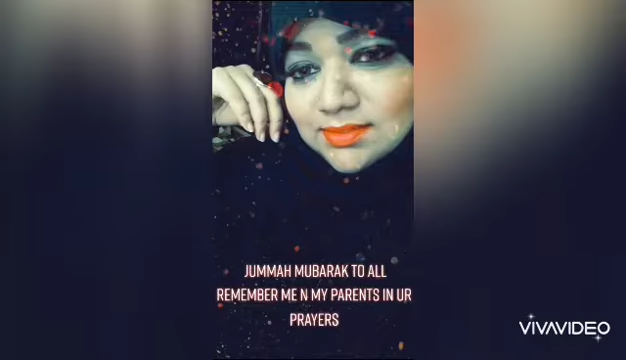 JUMMAH MUBARAK TO ALL
REMEMBER ME N MY PARENTS IN UR
PRAYERS
VIVAVIDEO